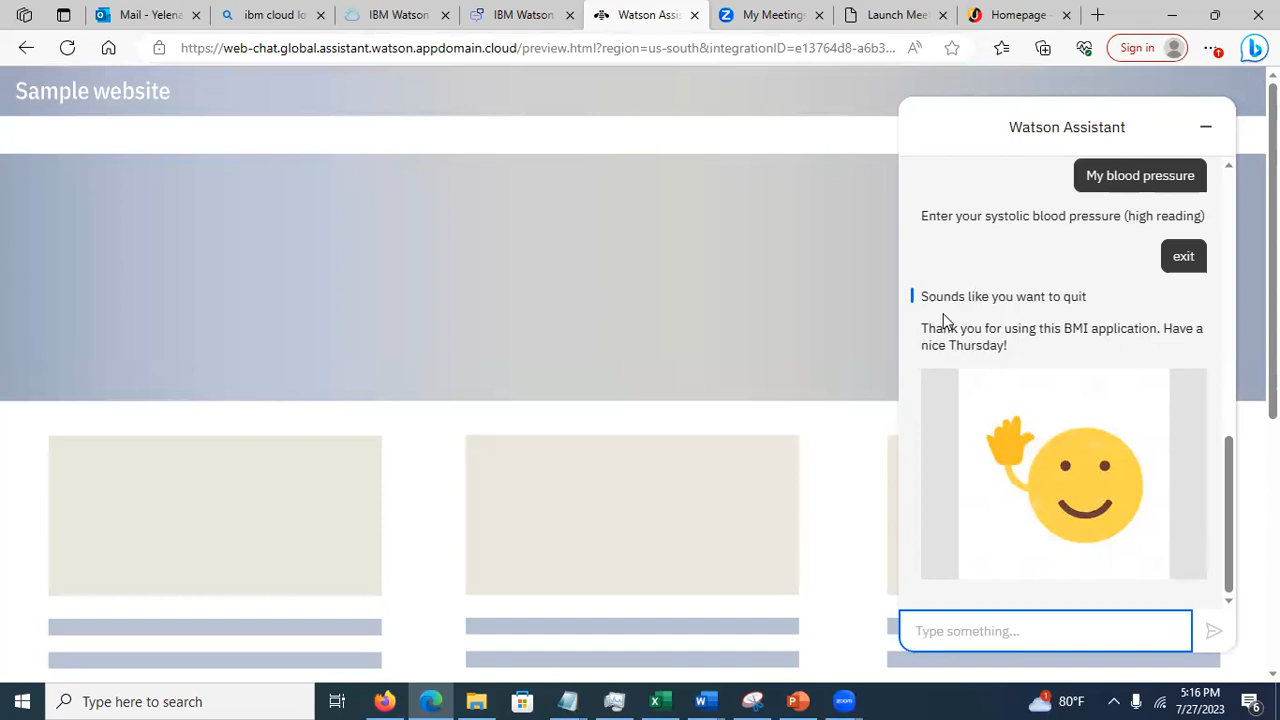 Mail - Yelena
ibm cloud lo
IBM Watson
IBM Watson
Watson Assis
My Meetings
Launch Mee
Homepage -
https://web-chat.global.assistant.watson.appdomain.cloud/preview.html?region=us-south&integrationID=e13764d8-a6b3...
Sign in
Sample website
Watson Assistant
My blood pressure
Enter your systolic blood pressure (high reading)
exit
Sounds like you want to quit
Thank you for using this BMI application. Have a
nice Thursday!
Type something...
Type here to search
80°F
5:16 PM
7/27/2023